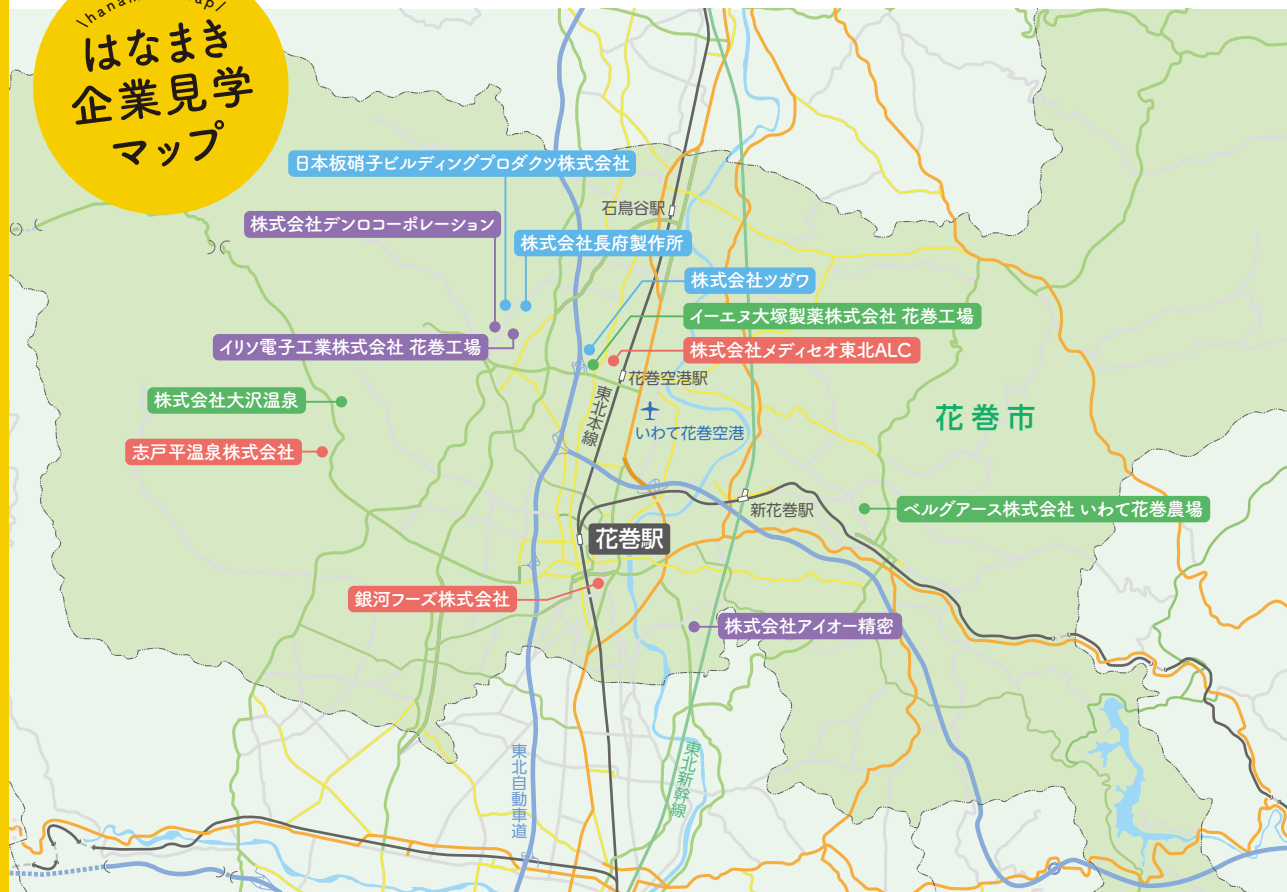 はなまき
企業見学
マップ
日本板硝子ビルディングプロダクツ株式会社
石鳥谷駅
株式会社デンロコーポレーション
株式会社長府製作所
株式会社ツガワ
イーエヌ大塚製薬株式会社 花巻工場
イリソ電子工業株式会社 花巻工場
株式会社メディセオ東北ALC
花巻空港駅
東北本線
いわて花巻空港
株式会社大沢温泉
花巻市
志戸平温泉株式会社
新花巻駅
ベルグアース株式会社 いわて花巻農場
花巻駅
銀河フーズ株式会社
株式会社アイオー精密
東北自動車道
東北新幹線